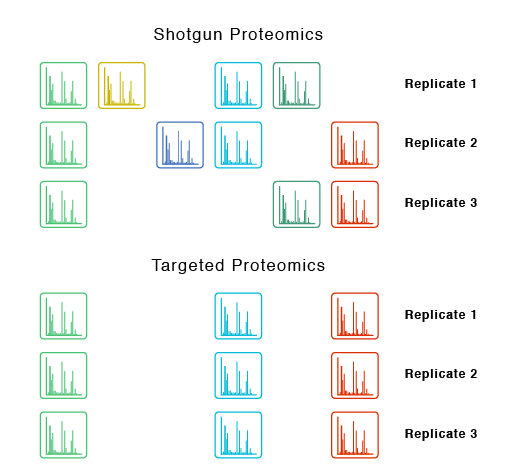 Shotgun Proteomics
Replicate 1
Replicate 2
Replicate 3
Targeted Proteomics
Replicate 1
Replicate 2
Replicate 3